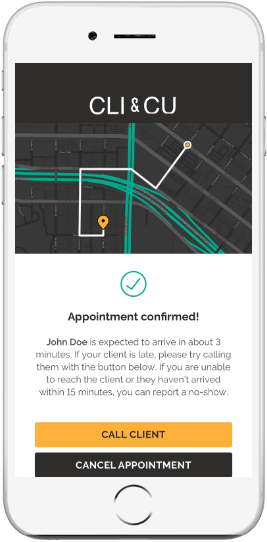 CLI & CU
Appointment confirmed!
John Doe is expected to arrive in about 3
minutes. If your client is late, please try calling
them with the button below. If you are unable
to reach the client or they haven't arrived
within 15 minutes, you can report a no-show.
CALL CLIENT
CANCEL APPOINTMENT